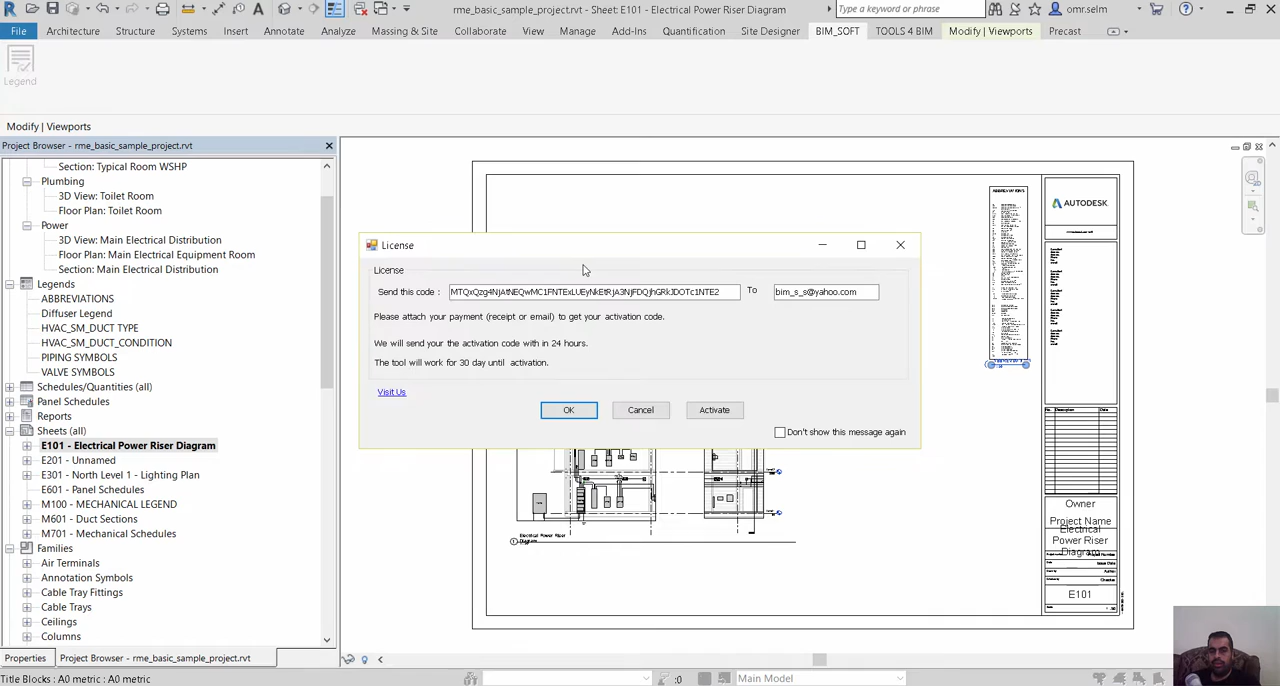 rme_basic_sample_project.rvt - Sheet: E101 - Electrical Power Riser Diagram
Type a keyword or phrase
omr.selm
File
Architecture
Structure
Systems
Insert
Annotate
Analyze
Massing & Site
Collaborate
View
Manage
Add-Ins
Quantification
Site Designer
BIM_SOFT
TOOLS 4 BIM
Modify | Viewports
Precast
Legend
Modify | Viewports
Project Browser - rme_basic_sample_project.rvt
Section: Typical Room WSHP
Plumbing
3D View: Toilet Room
Floor Plan: Toilet Room
Power
3D View: Main Electrical Distribution
Floor Plan: Main Electrical Equipment Room
Section: Main Electrical Distribution
Legends
ABBREVIATIONS
Diffuser Legend
HVAC_SM_DUCT TYPE
HVAC_SM_DUCT_CONDITION
PIPING SYMBOLS
VALVE SYMBOLS
Schedules/Quantities (all)
Panel Schedules
Reports
Sheets (all)
E101 - Electrical Power Riser Diagram
E201 - Unnamed
E301 - North Level 1 - Lighting Plan
E601 - Panel Schedules
M100 - MECHANICAL LEGEND
M601 - Duct Sections
M701 - Mechanical Schedules
Families
Air Terminals
Annotation Symbols
Cable Tray Fittings
Cable Trays
Ceilings
Columns
Properties
Project Browser - rme_basic_sample_project.rvt
Title Blocks : A0 metric : A0 metric
License
License
Send this code :
To
bim_s_s@yahoo.com
Please attach your payment (receipt or email) to get your activation code.
We will send your the activation code with in 24 hours.
The tool will work for 30 day until activation.
Visit Us
OK
Cancel
Activate
Don't show this message again
ABBREVIATIONS
AUTODESK
Electrical Power Riser
Diagram
Owner
Project Name
Electrical
Power Riser
Diagram
E101
:0
Main Model